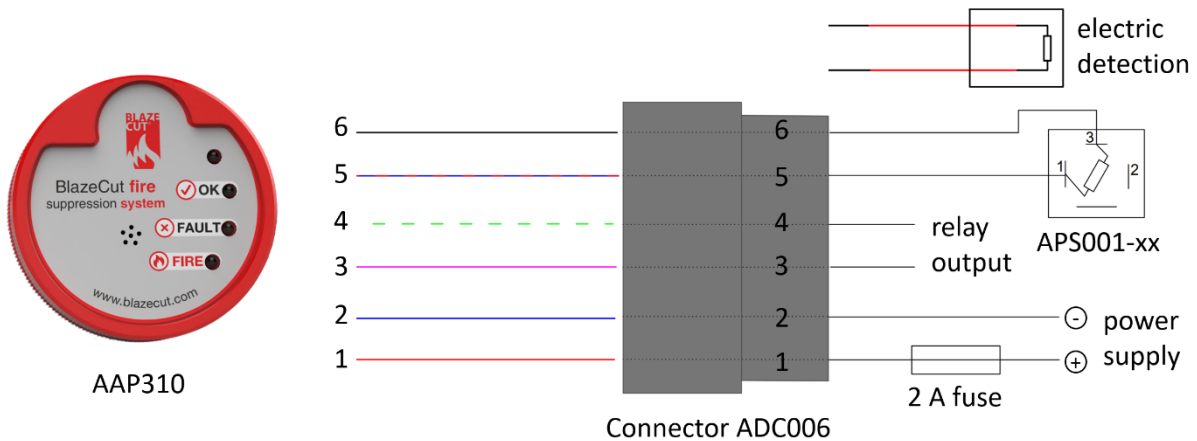 BLAZE
CUT
BlazeCut fire
suppression system
OK
FAULT
FIRE
www.blazecut.com
AAP310
6
5
4
3
2
1
6
5
4
3
2
1
Connector ADC006
electric
detection
3
1
2
APS001-xx
relay
output
-
power
+
supply
2 A fuse